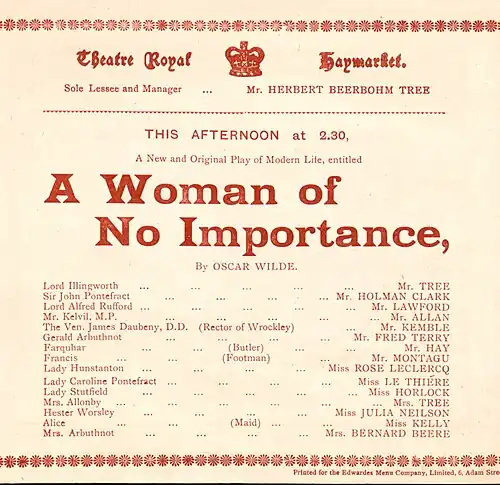 Theatre Royal Haymarket.
Sole Lessee and Manager ... Mr. HERBERT BEERBOHM TREE
THIS AFTERNOON at 2.30,
A New and Original Play of Modern Life, entitled
A Woman of
No Importance,
By OSCAR WILDE.
Lord Illingworth ... ... ... ... ... Mr. TREE
Sir John Pontefract ... ... ... ... Mr. HOLMAN CLARK
Lord Alfred Rufford ... ... ... ... ... Mr. LAWFORD
Mr. Kelvil, M.P. ... ... ... ... ... Mr. ALLAN
The Ven. James Daubeny, D.D. (Rector of Wrockley) ... Mr. KEMBLE
Gerald Arbuthnot ... ... ... ... Mr. FRED TERRY
Farquhar ... (Butler) ... ... Mr. HAY
Francis ... ... (Footman) ... Mr. MONTAGU
Lady Hunstanton ... ... ... ... Miss ROSE LECLERCQ
Lady Caroline Pontefract ... ... ... ... Miss LE THIÉRE
Lady Stutfield ... ... ... ... ... Miss HORLOCK
Mrs. Allonby ... ... ... ... ... Mrs. TREE
Hester Worsley ... ... ... ... Miss JULIA NEILSON
Alice ... ... (Maid) ... ... Miss KELLY
Mrs. Arbuthnot ... ... ... ... Mrs. BERNARD BEERE
Printed for the Edwardes Menu Company, Limited, 6, Adam Stre